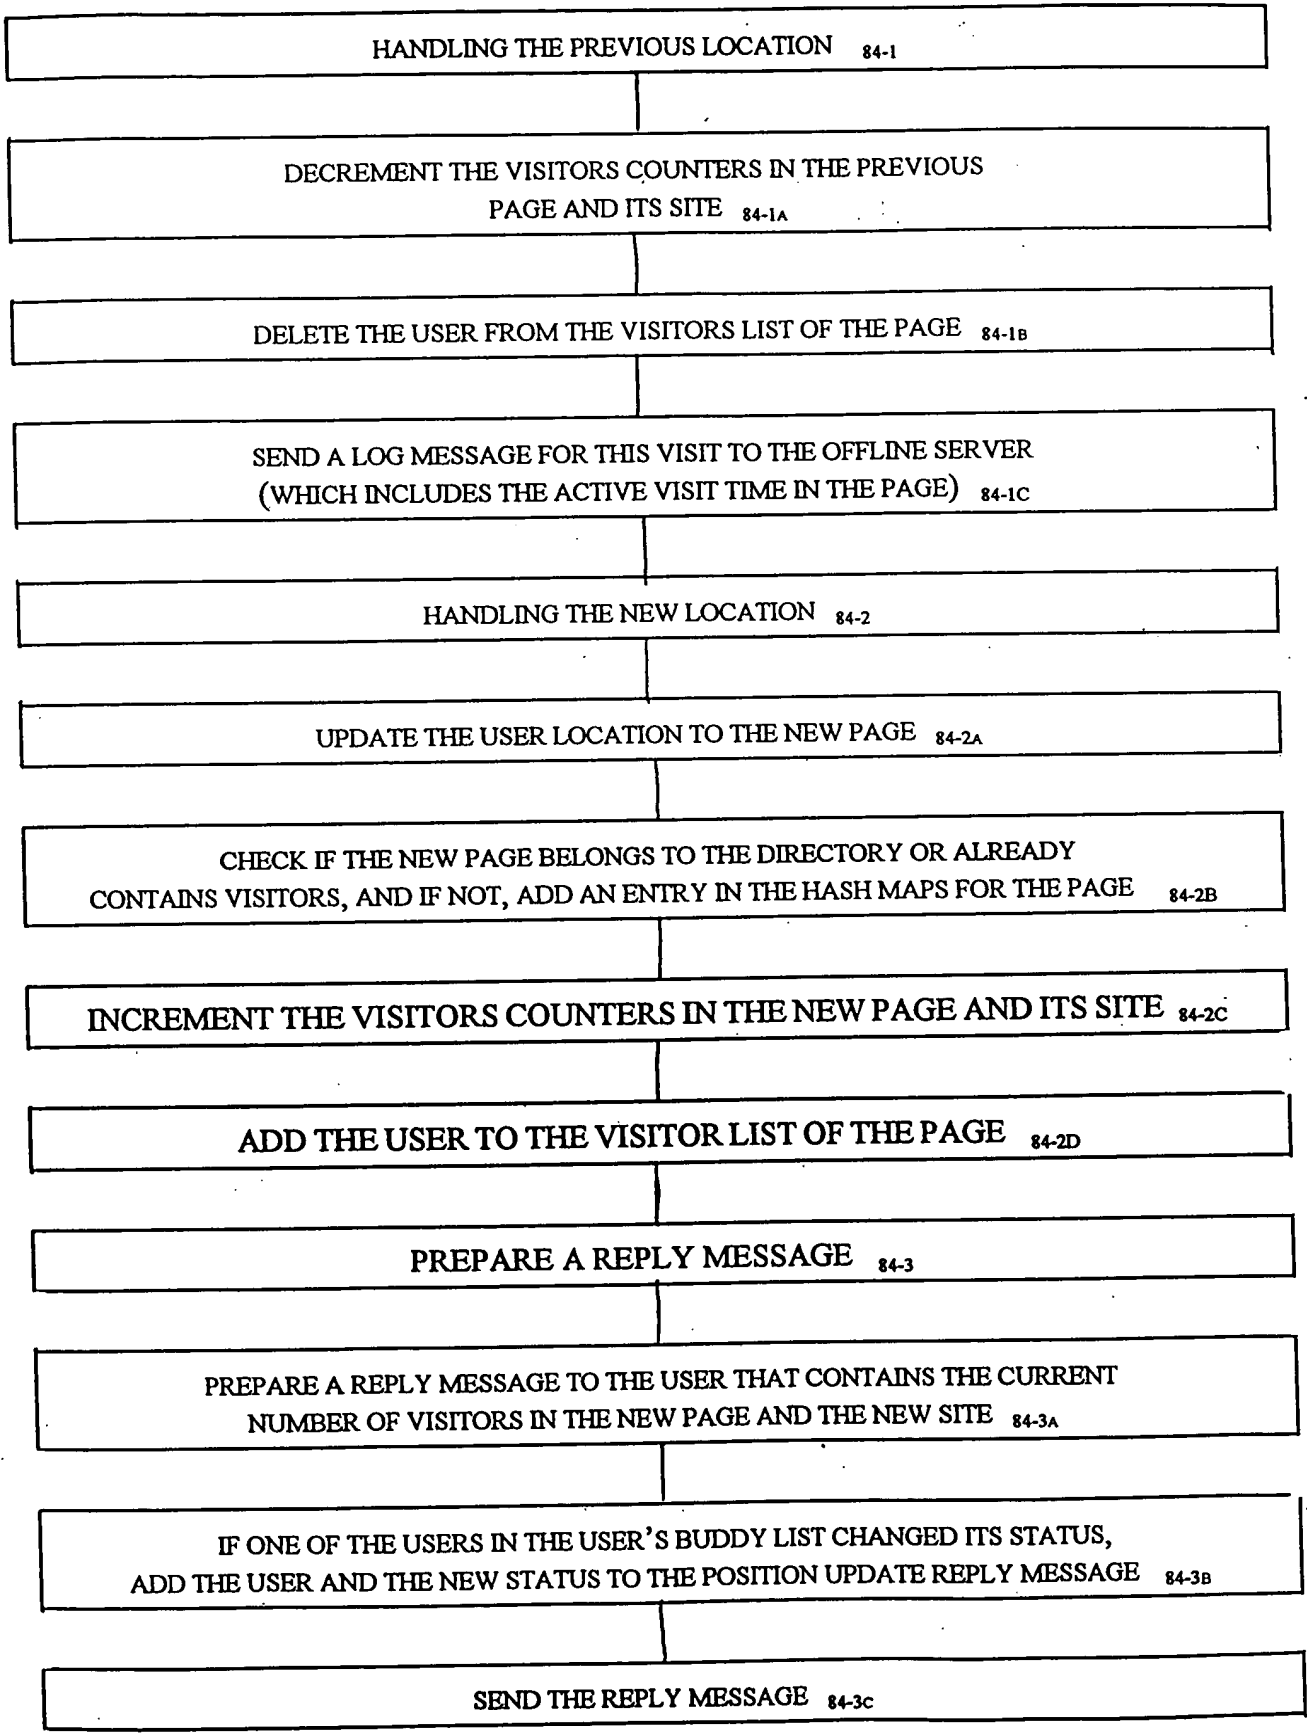 HANDLING THE PREVIOUS LOCATION 84-1
DECREMENT THE VISITORS COUNTERS IN THE PREVIOUS
PAGE AND ITS SITE 84-1A
DELETE THE USER FROM THE VISITORS LIST OF THE PAGE 84-1B
SEND A LOG MESSAGE FOR THIS VISIT TO THE OFFLINE SERVER
(WHICH INCLUDES THE ACTIVE VISIT TIME IN THE PAGE) 84-1C
HANDLING THE NEW LOCATION 84-2
UPDATE THE USER LOCATION TO THE NEW PAGE 84-2A
CHECK IF THE NEW PAGE BELONGS TO THE DIRECTORY OR ALREADY
CONTAINS VISITORS, AND IF NOT, ADD AN ENTRY IN THE HASH MAPS FOR THE PAGE 84-2B
INCREMENT THE VISITORS COUNTERS IN THE NEW PAGE AND ITS SITE 84-2C
ADD THE USER TO THE VISITOR LIST OF THE PAGE 84-2D
PREPARE A REPLY MESSAGE 84-3
PREPARE A REPLY MESSAGE TO THE USER THAT CONTAINS THE CURRENT
NUMBER OF VISITORS IN THE NEW PAGE AND THE NEW SITE 84-3A
IF ONE OF THE USERS IN THE USER'S BUDDY LIST CHANGED ITS STATUS,
ADD THE USER AND THE NEW STATUS TO THE POSITION UPDATE REPLY MESSAGE 84-3B
SEND THE REPLY MESSAGE 84-3C